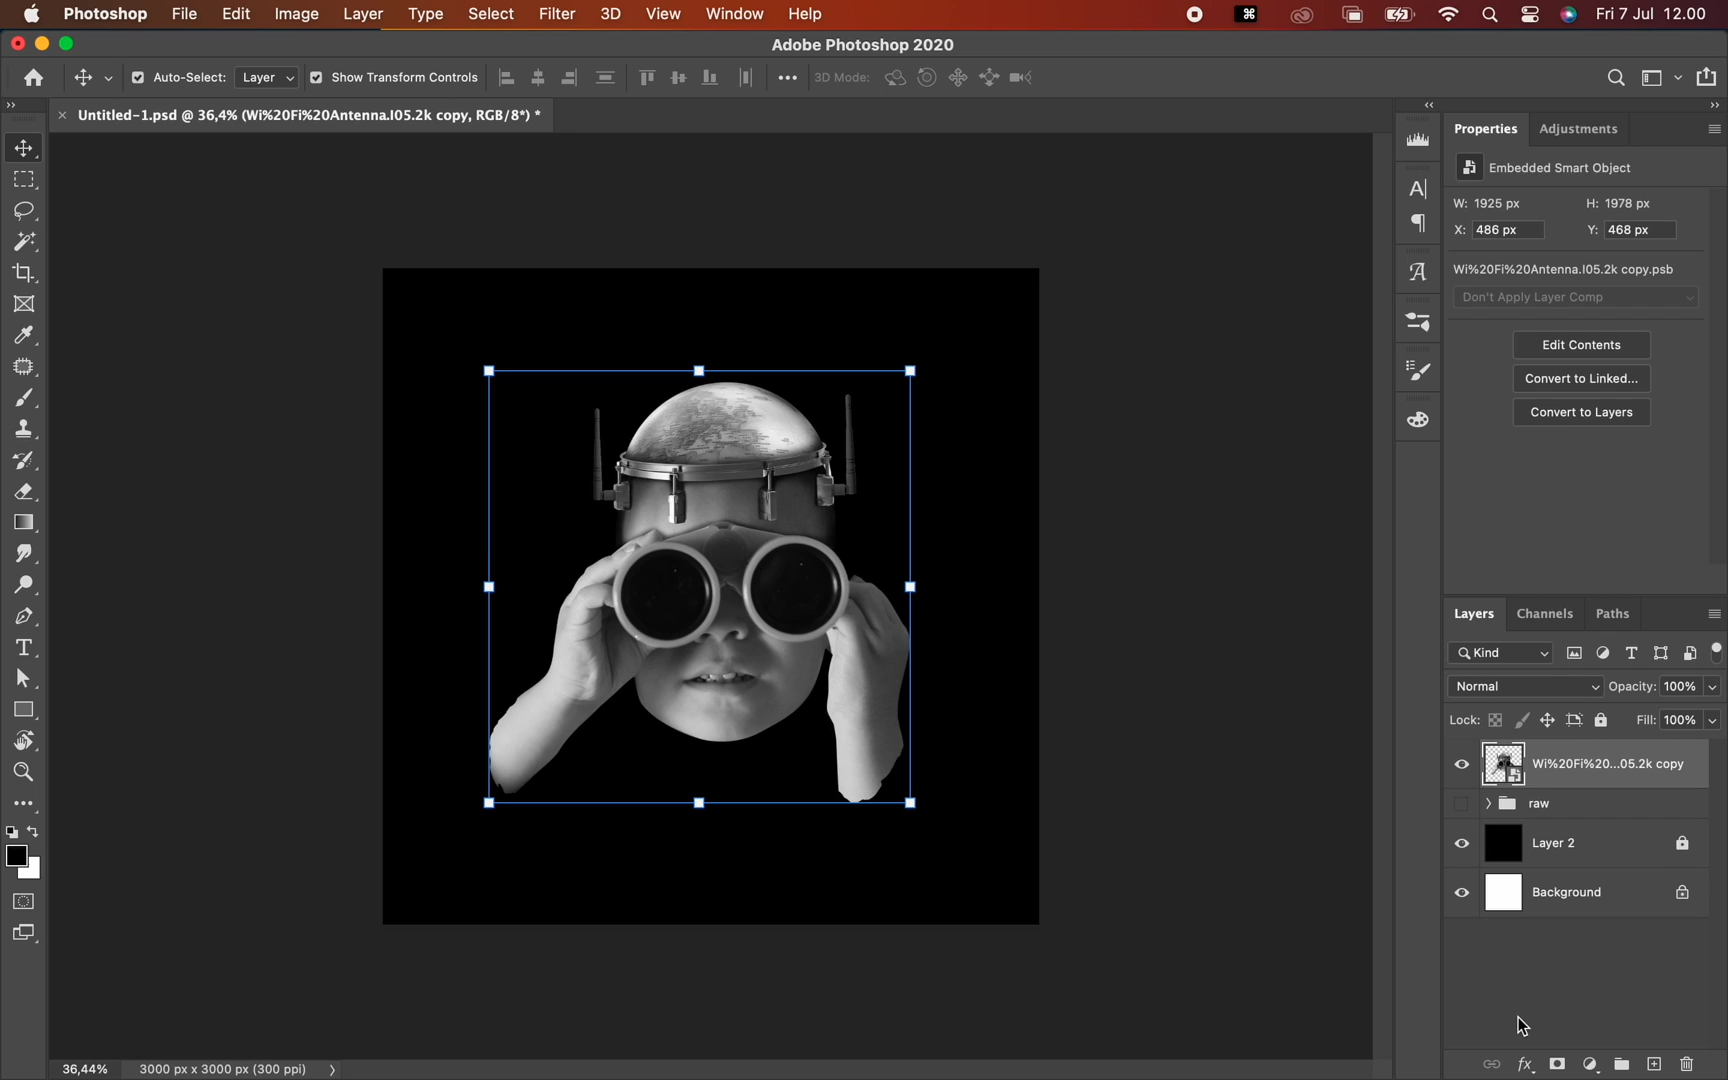 Photoshop File Edit Image Layer Type Select Filter 3D View Window Help Fri 7 Jul 12.00
Adobe Photoshop 2020
Auto-Select: Layer Show Transform Controls 3D Mode:
Untitled-1.psd @ 36,4% (Wi%20Fi%20Antenna.I05.2k copy, RGB/8*) *
Properties Adjustments
Embedded Smart Object
W: 1925 px H: 1978 px
X: 486 px Y: 468 px
Wi%20Fi%20Antenna.I05.2k copy.psb
Don't Apply Layer Comp
Edit Contents
Convert to Linked...
Convert to Layers
Layers Channels Paths
Kind
Normal Opacity: 100%
Lock: Fill: 100%
Wi%20Fi%20...05.2k copy
raw
Layer 2
Background
36,44% 3000 px x 3000 px (300 ppi)